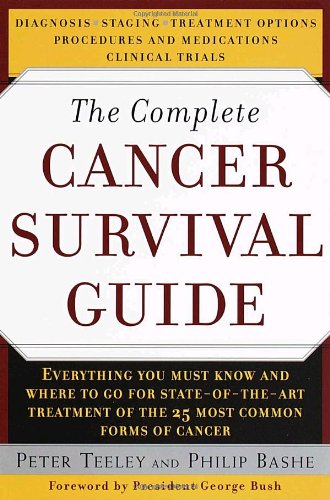 DIAGNOSIS • STAGING • TREATMENT OPTIONS
PROCEDURES AND MEDICATIONS
CLINICAL TRIALS
The Complete
CANCER
SURVIVAL
GUIDE
EVERYTHING YOU MUST KNOW AND
WHERE TO GO FOR STATE-OF-THE-ART
TREATMENT OF THE 25 MOST COMMON
FORMS OF CANCER
PETER TEELEY AND PHILIP BASHE
Foreword by President George Bush